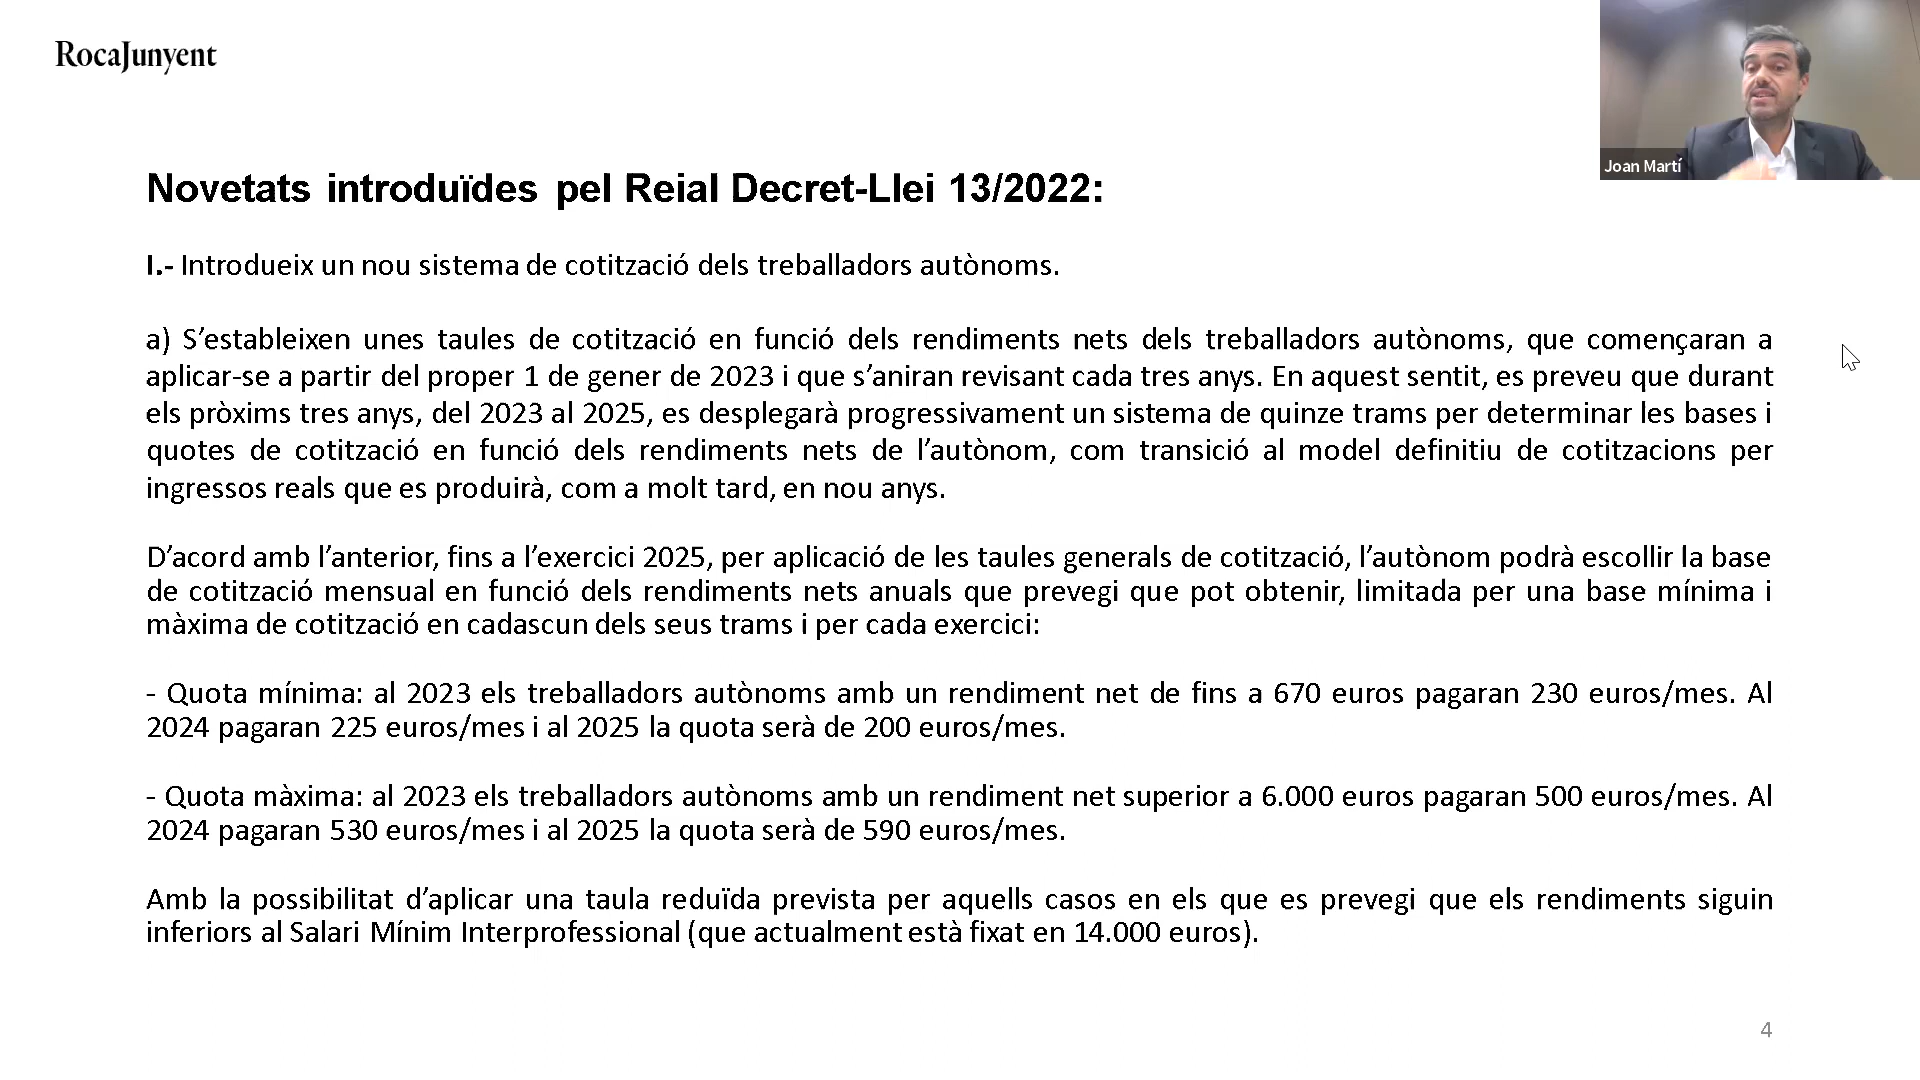 RocaJunyent
Joan Martí
Novetats introduïdes pel Reial Decret-Llei 13/2022:
I.- Introdueix un nou sistema de cotització dels treballadors autònoms.
a) S’estableixen unes taules de cotització en funció dels rendiments nets dels treballadors autònoms, que començaran a
aplicar-se a partir del proper 1 de gener de 2023 i que s’aniran revisant cada tres anys. En aquest sentit, es preveu que durant
els pròxims tres anys, del 2023 al 2025, es desplegarà progressivament un sistema de quinze trams per determinar les bases i
quotes de cotització en funció dels rendiments nets de l’autònom, com transició al model definitiu de cotitzacions per
ingressos reals que es produirà, com a molt tard, en nou anys.
D’acord amb l’anterior, fins a l’exercici 2025, per aplicació de les taules generals de cotització, l’autònom podrà escollir la base
de cotització mensual en funció dels rendiments nets anuals que prevegi que pot obtenir, limitada per una base mínima i
màxima de cotització en cadascun dels seus trams i per cada exercici:
- Quota mínima: al 2023 els treballadors autònoms amb un rendiment net de fins a 670 euros pagaran 230 euros/mes. Al
2024 pagaran 225 euros/mes i al 2025 la quota serà de 200 euros/mes.
- Quota màxima: al 2023 els treballadors autònoms amb un rendiment net superior a 6.000 euros pagaran 500 euros/mes. Al
2024 pagaran 530 euros/mes i al 2025 la quota serà de 590 euros/mes.
Amb la possibilitat d’aplicar una taula reduïda prevista per aquells casos en els que es prevegi que els rendiments siguin
inferiors al Salari Mínim Interprofessional (que actualment està fixat en 14.000 euros).
4